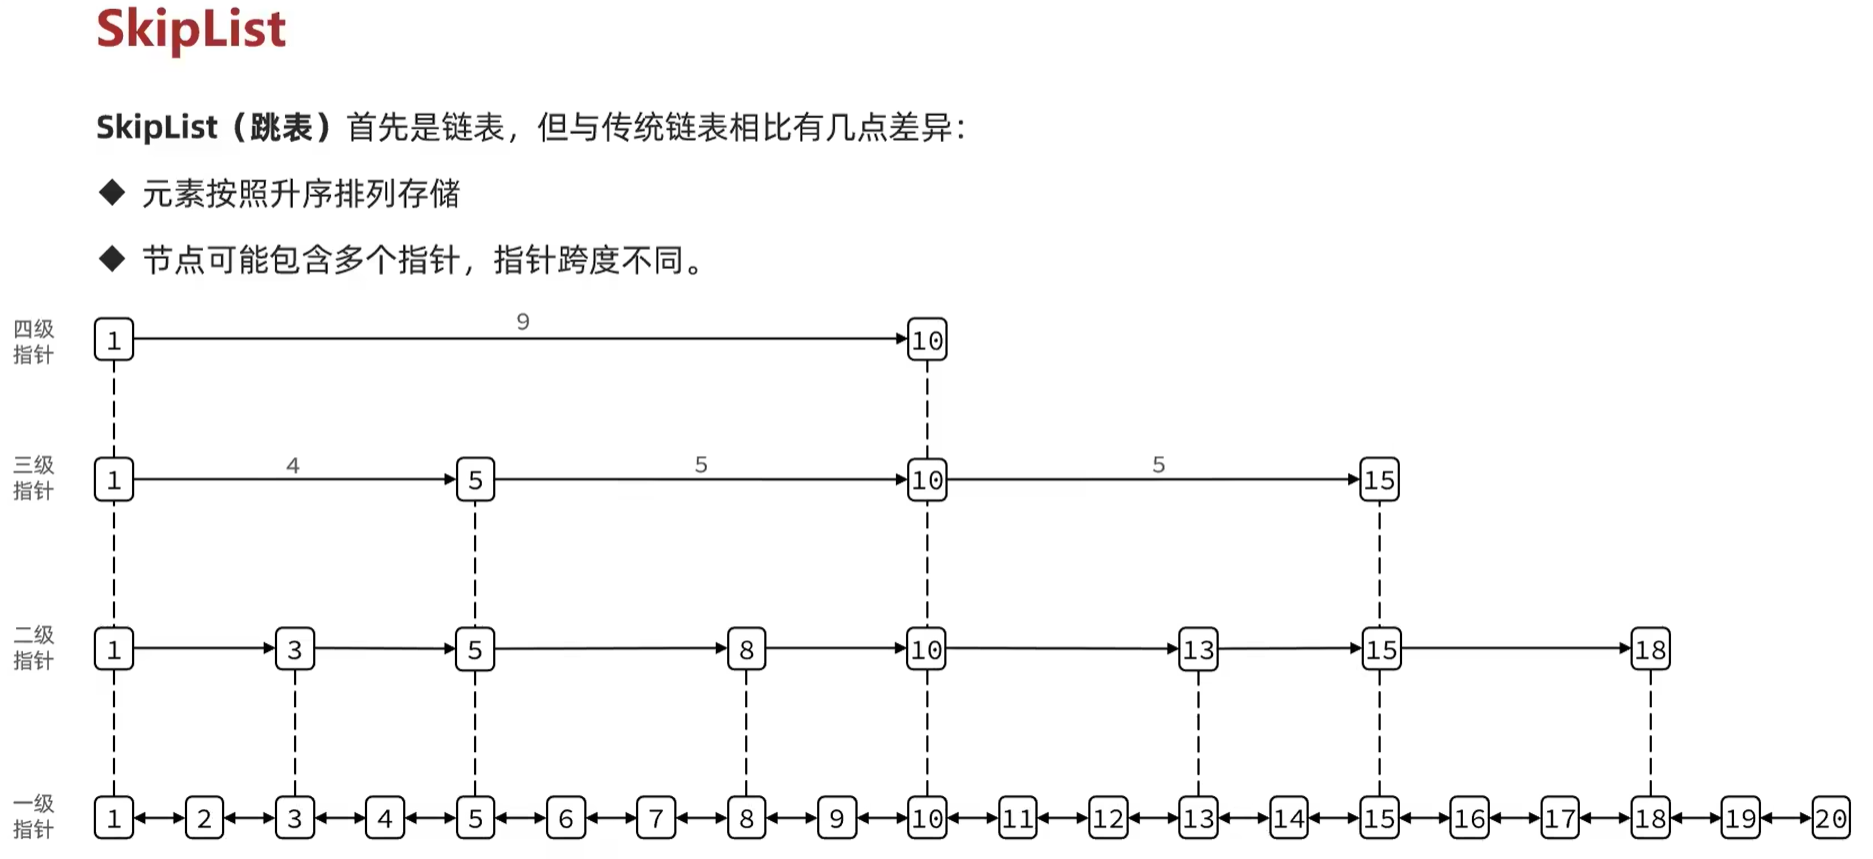 SkipList
SkipList（跳表）首先是链表，但与传统链表相比有几点差异：
◆ 元素按照升序排列存储
◆ 节点可能包含多个指针，指针跨度不同。
四级
指针
1 9 10
三级
指针
1 4 5 5 10 5 15
二级
指针
1 3 5 8 10 13 15 18
一级
指针
1 2 3 4 5 6 7 8 9 10 11 12 13 14 15 16 17 18 19 20